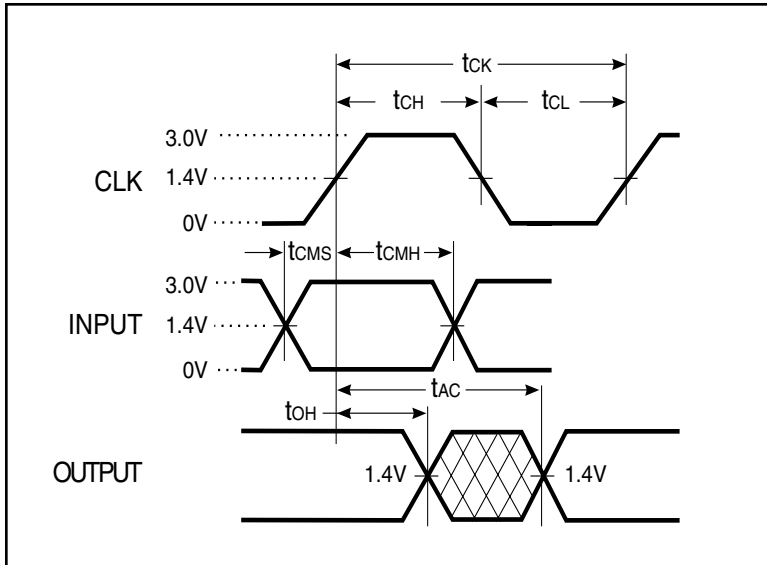 tCK
tCH tCL
3.0V
CLK 1.4V
0V
tCMS tCMH
3.0V
INPUT 1.4V
0V
tAC
tOH
OUTPUT 1.4V 1.4V